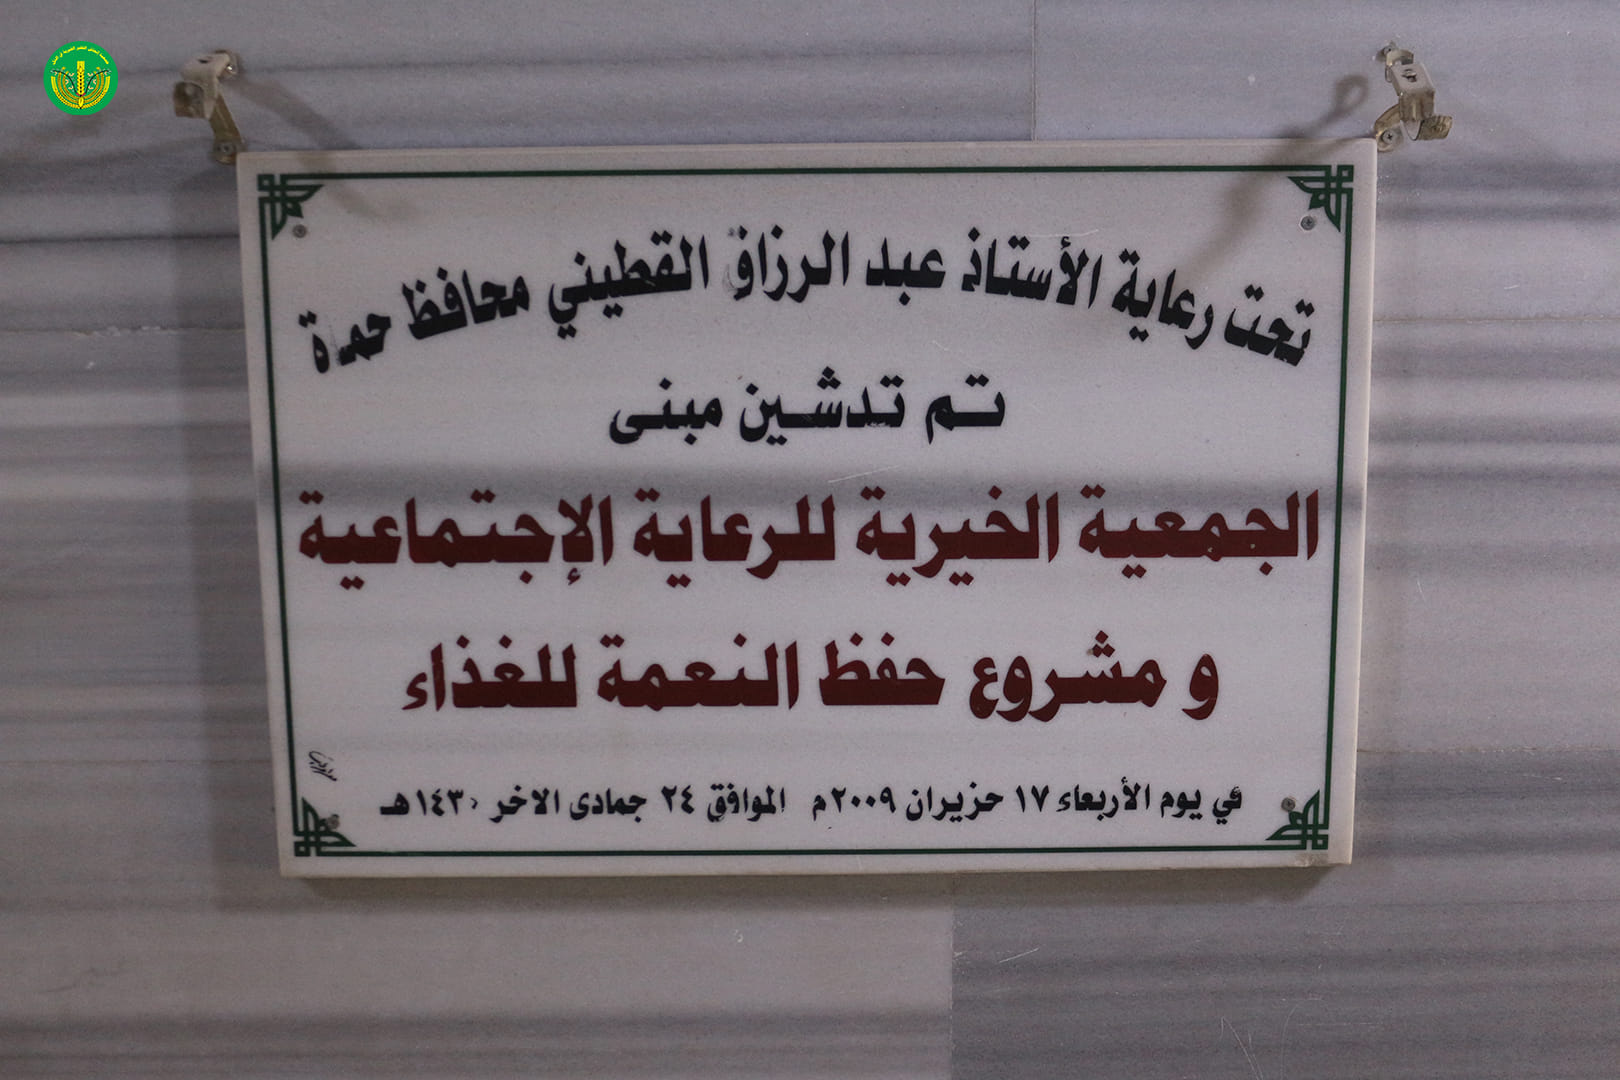 تحت رعاية الأستاذ عبد الرزاق القطيني محافظ حماة
تم تدشين مبنى
الجمعية الخيرية للرعاية الإجتماعية
و مشروع حفظ النعمة للغذاء
في يوم الأربعاء ١٧ حزيران ٢٠٠٩م الموافق ٢٤ جمادى الاخر ١٤٣٠هـ